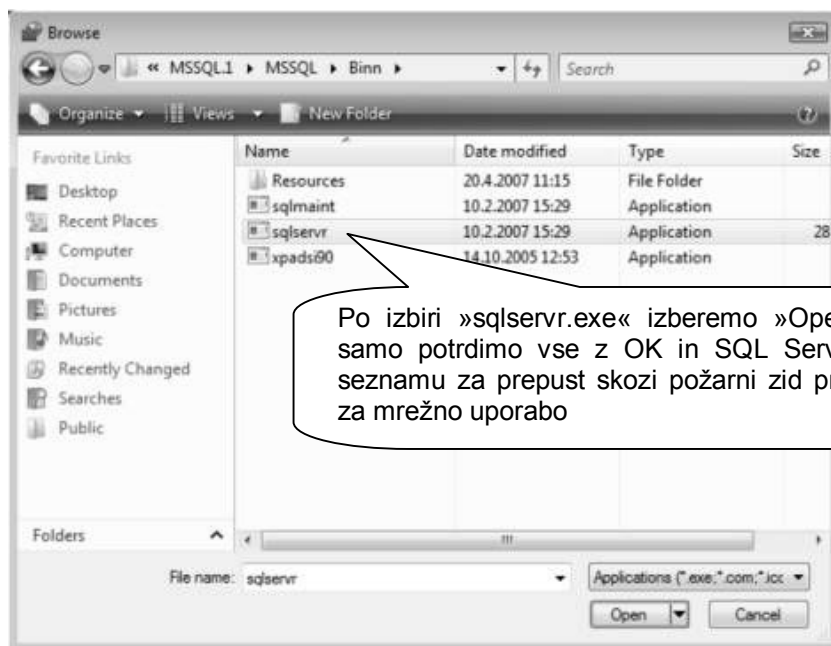 Browse
« MSSQL.1 ▸ MSSQL ▸ Binn ▸ Search
Organize Views New Folder
Favorite Links
Desktop
Recent Places
Computer
Documents
Pictures
Music
Recently Changed
Searches
Public
Folders
Name Date modified Type Size
Resources 20.4.2007 11:15 File Folder
sqlmaint 10.2.2007 15:29 Application
sqlservr 10.2.2007 15:29 Application 28
xpadsi90 14.10.2005 12:53 Application
Po izbiri »sqlservr.exe« izberemo »Ope
samo potrdimo vse z OK in SQL Serv
seznamu za prepust skozi požarni zid pr
za mrežno uporabo
File name: sqlservr Applications (*.exe;*.com;*.icc
Open Cancel